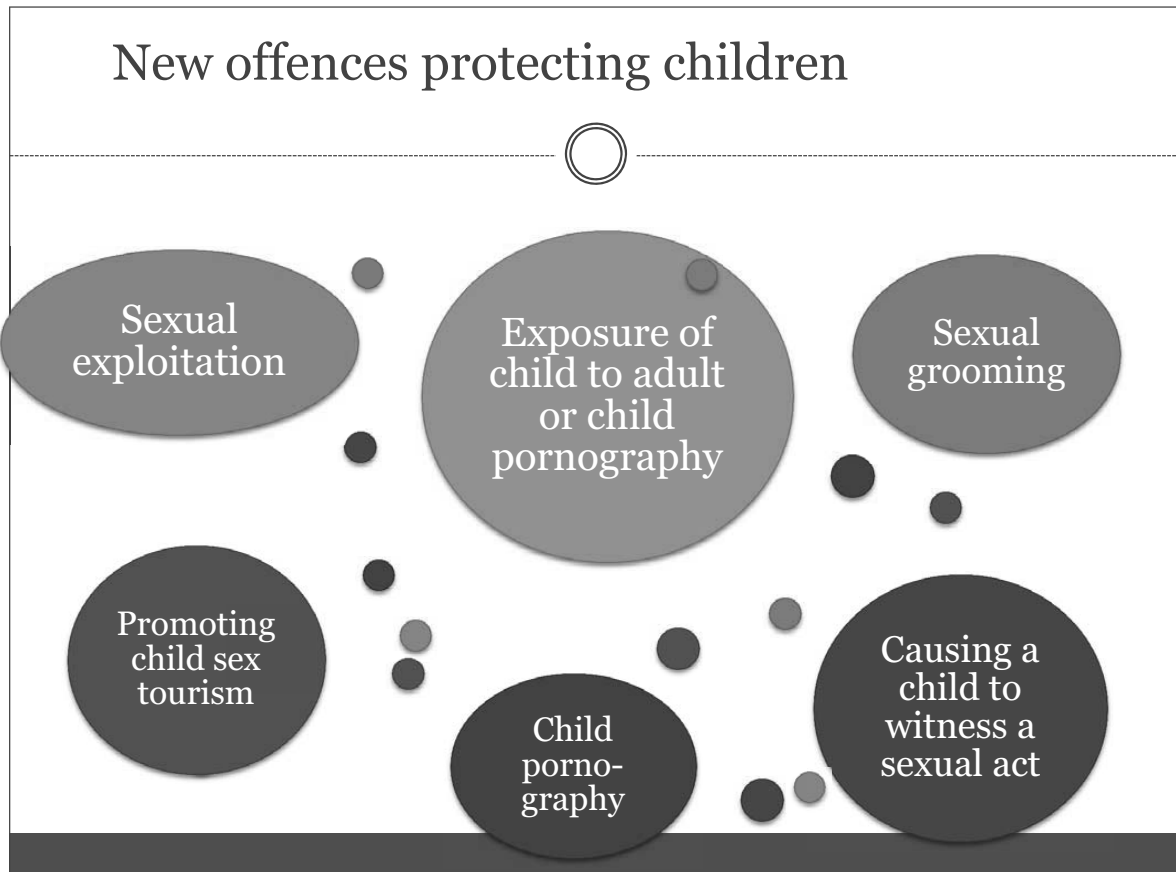 New offences protecting children
Sexual
exploitation
Exposure of
child to adult
or child
pornography
Sexual
grooming
Promoting
child sex
tourism
Child
porno-
graphy
Causing a
child to
witness a
sexual act